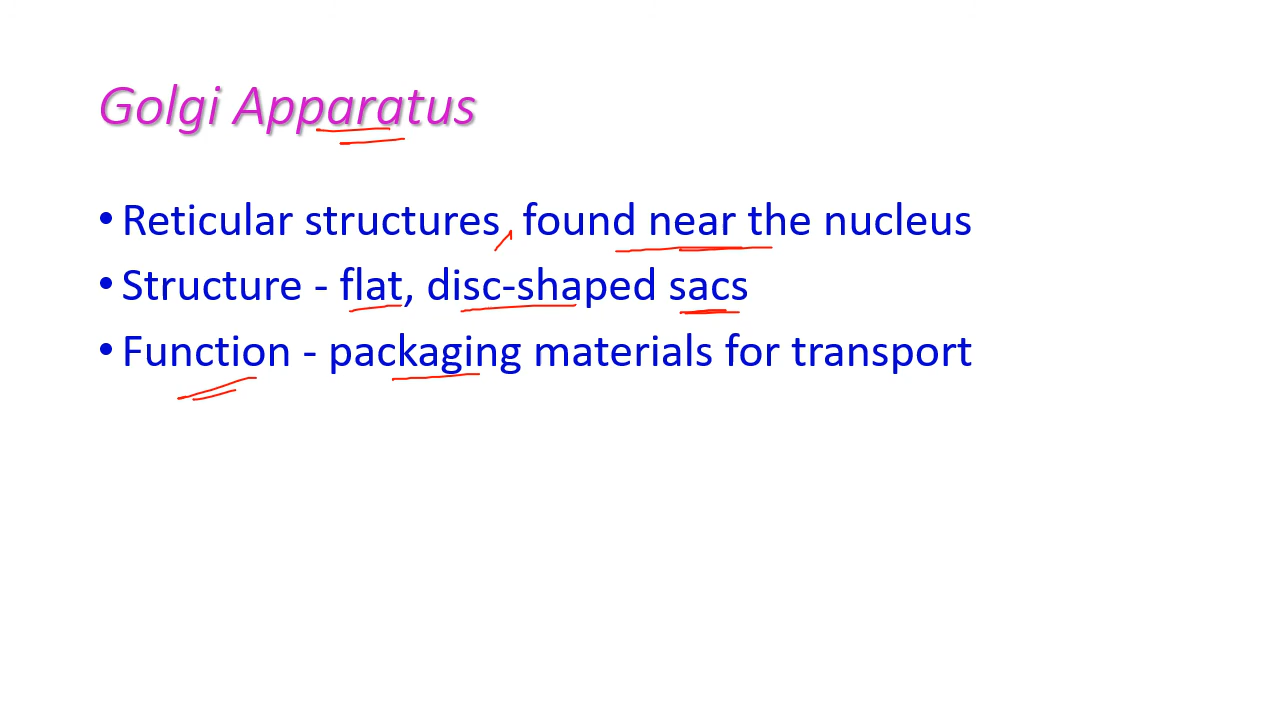 Golgi Apparatus
• Reticular structures, found near the nucleus
• Structure - flat, disc-shaped sacs
• Function - packaging materials for transport